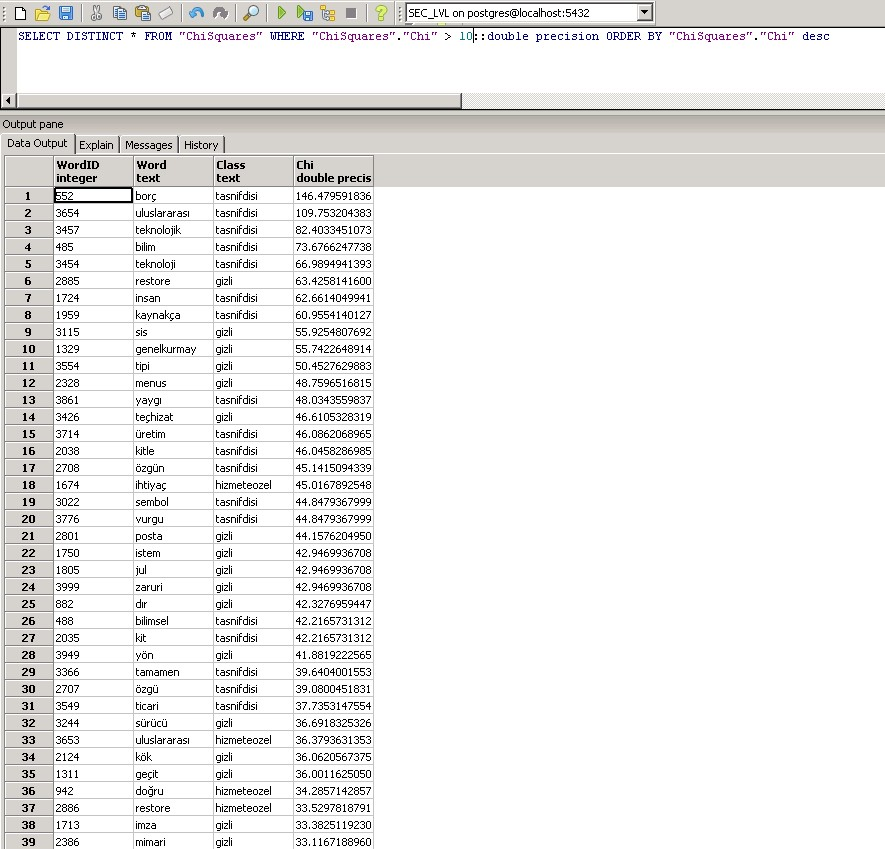 SEC_LVL on postgres@localhost:5432
SELECT DISTINCT * FROM "ChiSquares" WHERE "ChiSquares"."Chi" > 10::double precision ORDER BY "ChiSquares"."Chi" desc
Output pane
Data Output Explain Messages History
WordID Word Class Chi
integer text text double precis
1 552 borç tasnifdisi 146.479591836
2 3654 uluslararası tasnifdisi 109.753204383
3 3457 teknolojik tasnifdisi 82.4033451073
4 485 bilim tasnifdisi 73.6766247738
5 3454 teknoloji tasnifdisi 66.9894941393
6 2885 restore gizli 63.4258141600
7 1724 insan tasnifdisi 62.6614049941
8 1959 kaynakça tasnifdisi 60.9554140127
9 3115 sis gizli 55.9254807692
10 1329 genelkurmay gizli 55.7422648914
11 3554 tipi gizli 50.4527629883
12 2328 menus gizli 48.7596516815
13 3861 yaygı tasnifdisi 48.0343559837
14 3426 teçhizat gizli 46.6105328319
15 3714 üretim tasnifdisi 46.0862068965
16 2038 kitle tasnifdisi 46.0458286985
17 2708 özgün tasnifdisi 45.1415094339
18 1674 ihtiyaç hizmeteozel 45.0167892548
19 3022 sembol tasnifdisi 44.8479367999
20 3776 vurgu tasnifdisi 44.8479367999
21 2801 posta gizli 44.1576204950
22 1750 istem gizli 42.9469936708
23 1805 jul gizli 42.9469936708
24 3999 zaruri gizli 42.9469936708
25 882 dır gizli 42.3276959447
26 488 bilimsel tasnifdisi 42.2165731312
27 2035 kit tasnifdisi 42.2165731312
28 3949 yön gizli 41.8819222565
29 3366 tamamen tasnifdisi 39.6404001553
30 2707 özgü tasnifdisi 39.0800451831
31 3549 ticari tasnifdisi 37.7353147554
32 3244 sürücü gizli 36.6918325326
33 3653 uluslararası hizmeteozel 36.3793631353
34 2124 kök gizli 36.0620567375
35 1311 geçit gizli 36.0011625050
36 942 doğru hizmeteozel 34.2857142857
37 2886 restore hizmeteozel 33.5297818791
38 1713 imza gizli 33.3825119230
39 2386 mimari gizli 33.1167188960